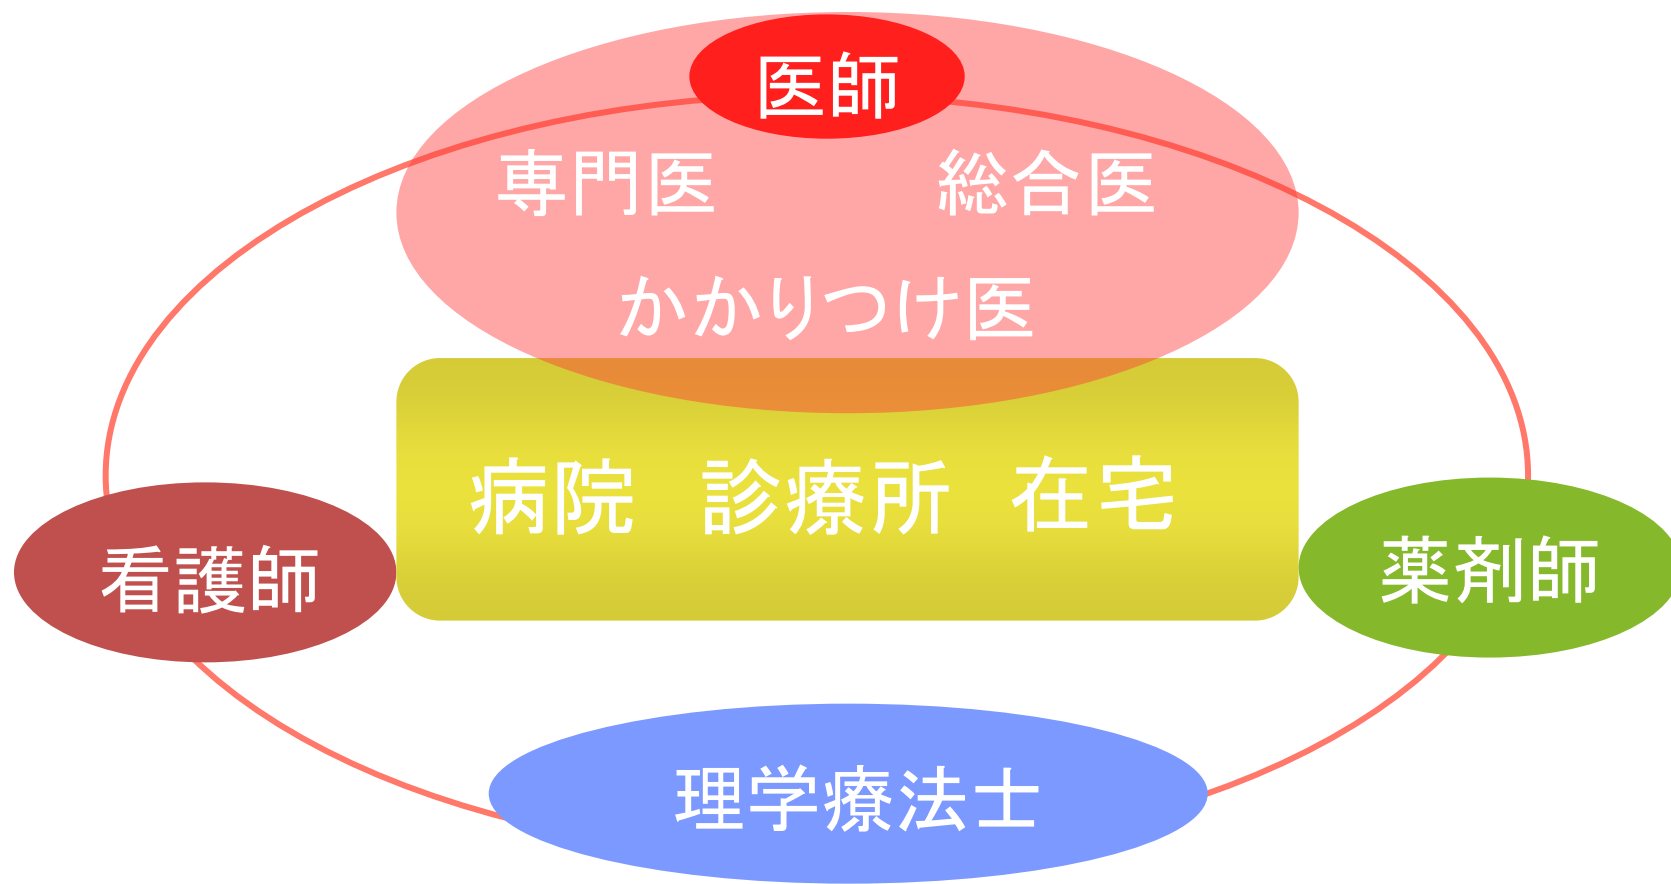 医師
専門医　総合医
かかりつけ医
病院　診療所　在宅
看護師　薬剤師
理学療法士